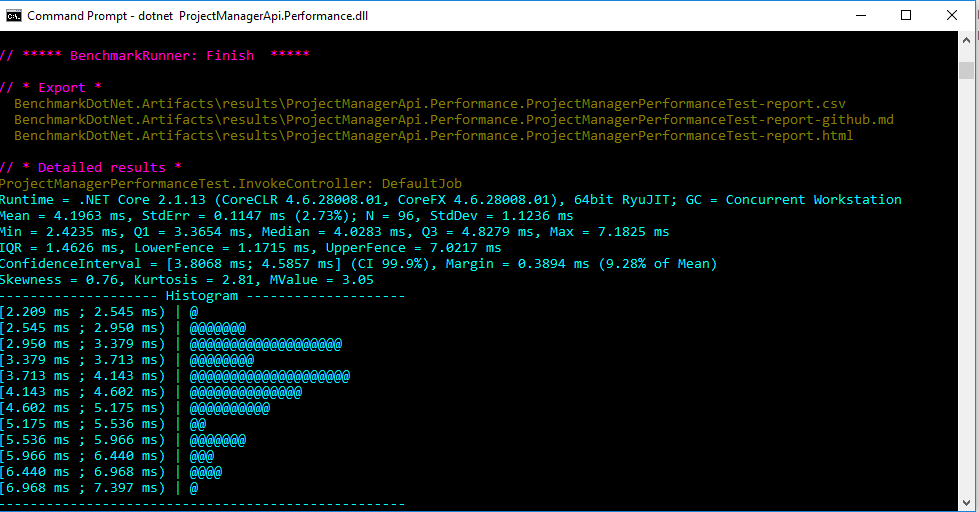 Command Prompt - dotnet ProjectManagerApi.Performance.dll
// ***** BenchmarkRunner: Finish *****
// * Export *
BenchmarkDotNet.Artifacts\results\ProjectManagerApi.Performance.ProjectManagerPerformanceTest-report.csv
BenchmarkDotNet.Artifacts\results\ProjectManagerApi.Performance.ProjectManagerPerformanceTest-report-github.md
BenchmarkDotNet.Artifacts\results\ProjectManagerApi.Performance.ProjectManagerPerformanceTest-report.html
// * Detailed results *
ProjectManagerPerformanceTest.InvokeController: DefaultJob
Runtime = .NET Core 2.1.13 (CoreCLR 4.6.28008.01, CoreFX 4.6.28008.01), 64bit RyuJIT; GC = Concurrent Workstation
Mean = 4.1963 ms, StdErr = 0.1147 ms (2.73%); N = 96, StdDev = 1.1236 ms
Min = 2.4235 ms, Q1 = 3.3654 ms, Median = 4.0283 ms, Q3 = 4.8279 ms, Max = 7.1825 ms
IQR = 1.4626 ms, LowerFence = 1.1715 ms, UpperFence = 7.0217 ms
ConfidenceInterval = [3.8068 ms; 4.5857 ms] (CI 99.9%), Margin = 0.3894 ms (9.28% of Mean)
Skewness = 0.76, Kurtosis = 2.81, MValue = 3.05
-------------------- Histogram --------------------
[2.209 ms ; 2.545 ms) | @
[2.545 ms ; 2.950 ms) | @@@@@@@
[2.950 ms ; 3.379 ms) | @@@@@@@@@@@@@@@@@@@
[3.379 ms ; 3.713 ms) | @@@@@@@@
[3.713 ms ; 4.143 ms) | @@@@@@@@@@@@@@@@@@@@
[4.143 ms ; 4.602 ms) | @@@@@@@@@@@@@@
[4.602 ms ; 5.175 ms) | @@@@@@@@@@
[5.175 ms ; 5.536 ms) | @@
[5.536 ms ; 5.966 ms) | @@@@@@@
[5.966 ms ; 6.440 ms) | @@@
[6.440 ms ; 6.968 ms) | @@@@
[6.968 ms ; 7.397 ms) | @
---------------------------------------------------